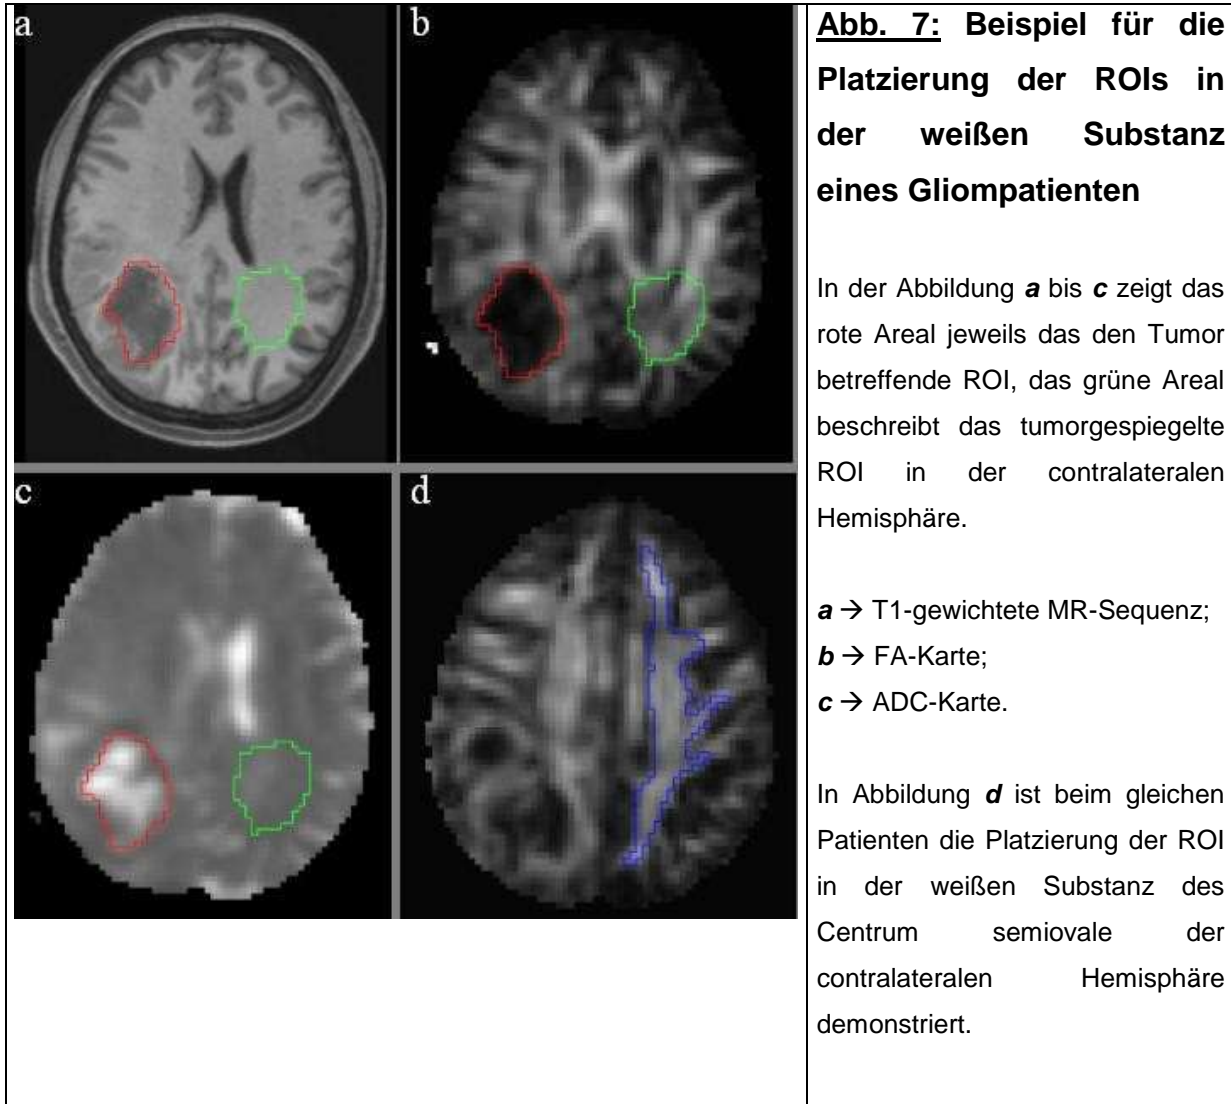 a
b
c
d
Abb. 7: Beispiel für die
Platzierung der ROIs in
der weißen Substanz
eines Gliompatienten
In der Abbildung a bis c zeigt das
rote Areal jeweils das den Tumor
betreffende ROI, das grüne Areal
beschreibt das tumorgespiegelte
ROI in der contralateralen
Hemisphäre.
a → T1-gewichtete MR-Sequenz;
b → FA-Karte;
c → ADC-Karte.
In Abbildung d ist beim gleichen
Patienten die Platzierung der ROI
in der weißen Substanz des
Centrum semiovale der
contralateralen Hemisphäre
demonstriert.